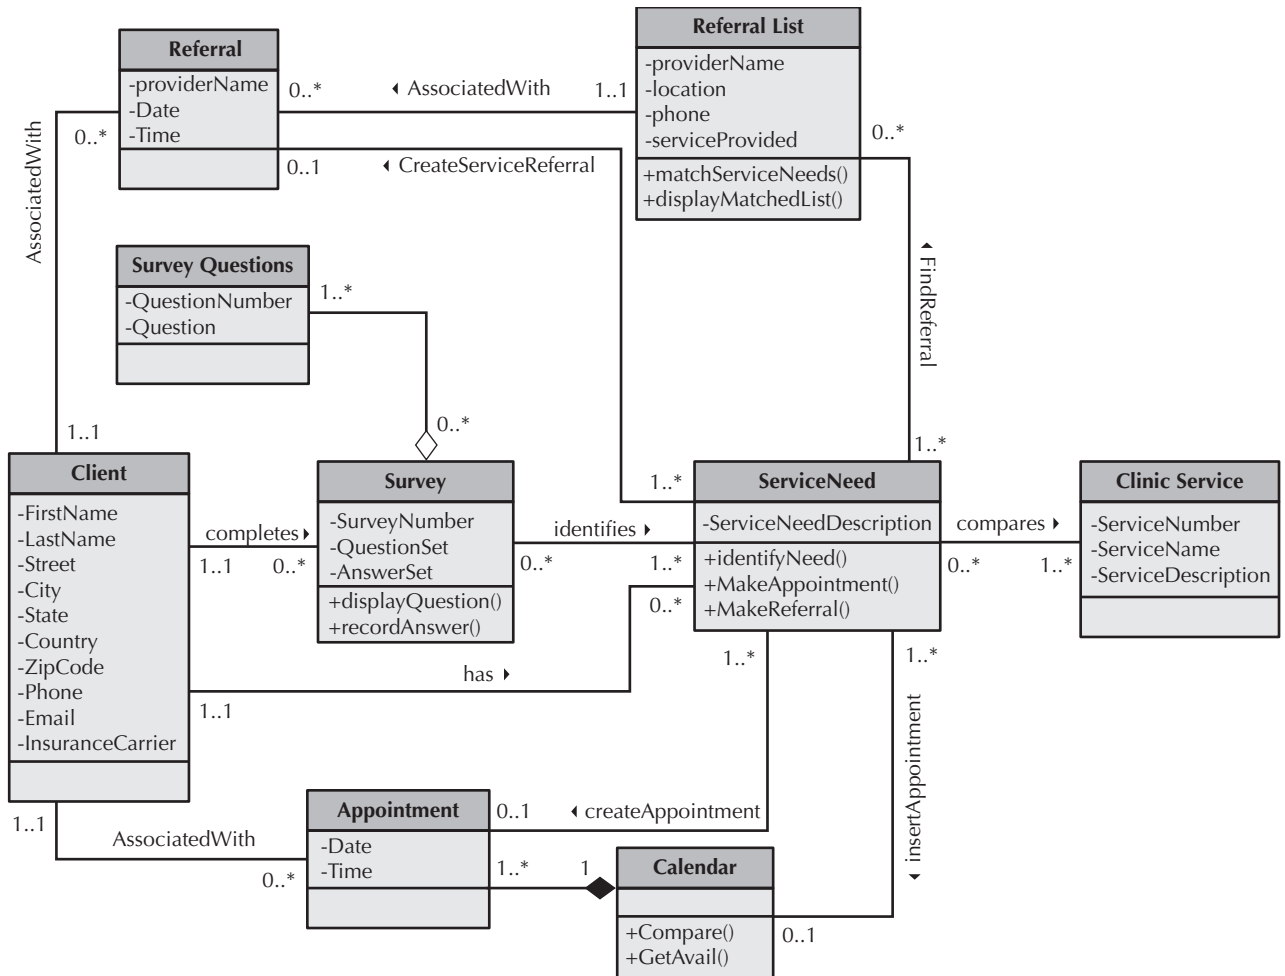 Referral
-providerName
-Date
-Time
Referral List
-providerName
-location
-phone
-serviceProvided
+matchServiceNeeds()
+displayMatchedList()
0..*
◂ AssociatedWith
1..1
0..*
0..*
AssociatedWith
0..1
◂ CreateServiceReferral
Survey Questions
-QuestionNumber
-Question
1..*
◂ FindReferral
0..*
1..1
1..*
Client
-FirstName
-LastName
-Street
-City
-State
-Country
-ZipCode
-Phone
-Email
-InsuranceCarrier
completes ▸
1..1
0..*
Survey
-SurveyNumber
-QuestionSet
-AnswerSet
+displayQuestion()
+recordAnswer()
identifies ▸
0..*
1..*
1..*
0..*
ServiceNeed
-ServiceNeedDescription
+identifyNeed()
+MakeAppointment()
+MakeReferral()
compares ▸
0..*
1..*
Clinic Service
-ServiceNumber
-ServiceName
-ServiceDescription
has ▸
1..1
1..*
1..*
◂ insertAppointment
1..1
AssociatedWith
0..*
Appointment
-Date
-Time
0..1
◂ createAppointment
1..*
1
Calendar
+Compare()
+GetAvail()
0..1